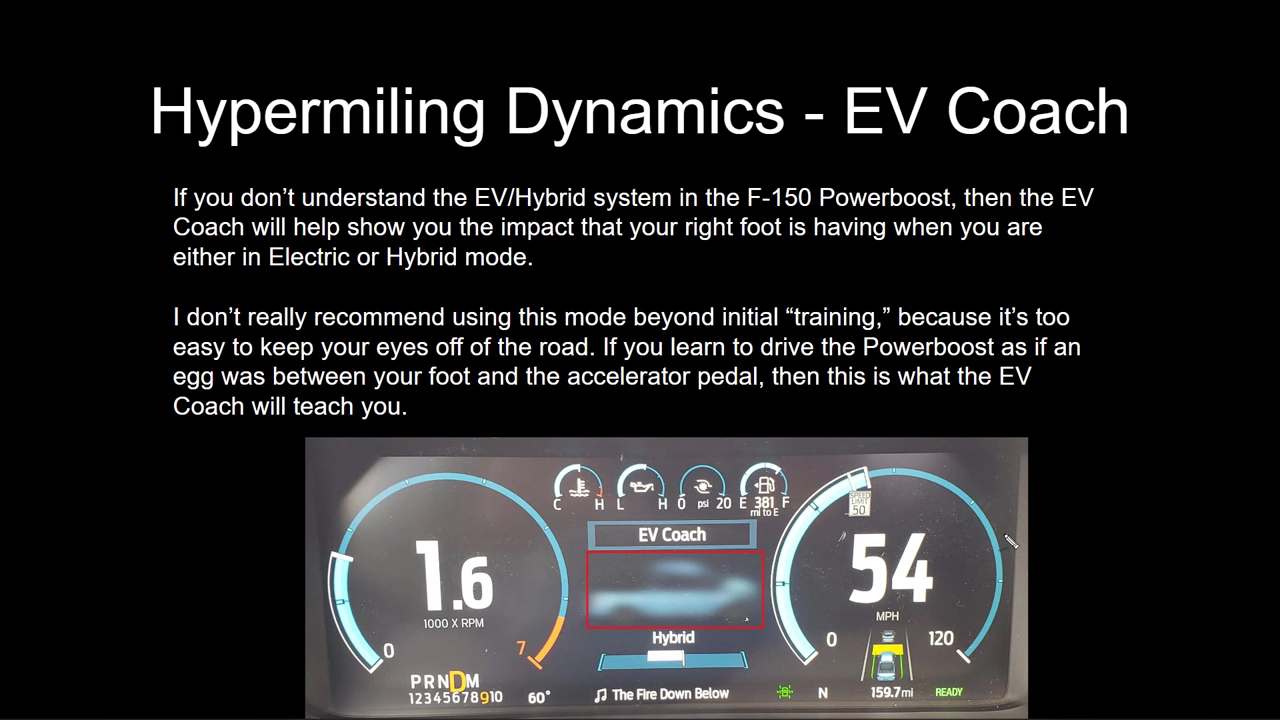 Hypermiling Dynamics - EV Coach
If you don’t understand the EV/Hybrid system in the F-150 Powerboost, then the EV
Coach will help show you the impact that your right foot is having when you are
either in Electric or Hybrid mode.
I don’t really recommend using this mode beyond initial “training,” because it’s too
easy to keep your eyes off of the road. If you learn to drive the Powerboost as if an
egg was between your foot and the accelerator pedal, then this is what the EV
Coach will teach you.
C H L H 0 psi 20 E 381 F
mi to E
SPEED
LIMIT
50
EV Coach
1.6
1000 X RPM
0
7
54
MPH
0
120
Hybrid
PRNDM
12345678910
60°
The Fire Down Below
N
159.7 mi
READY